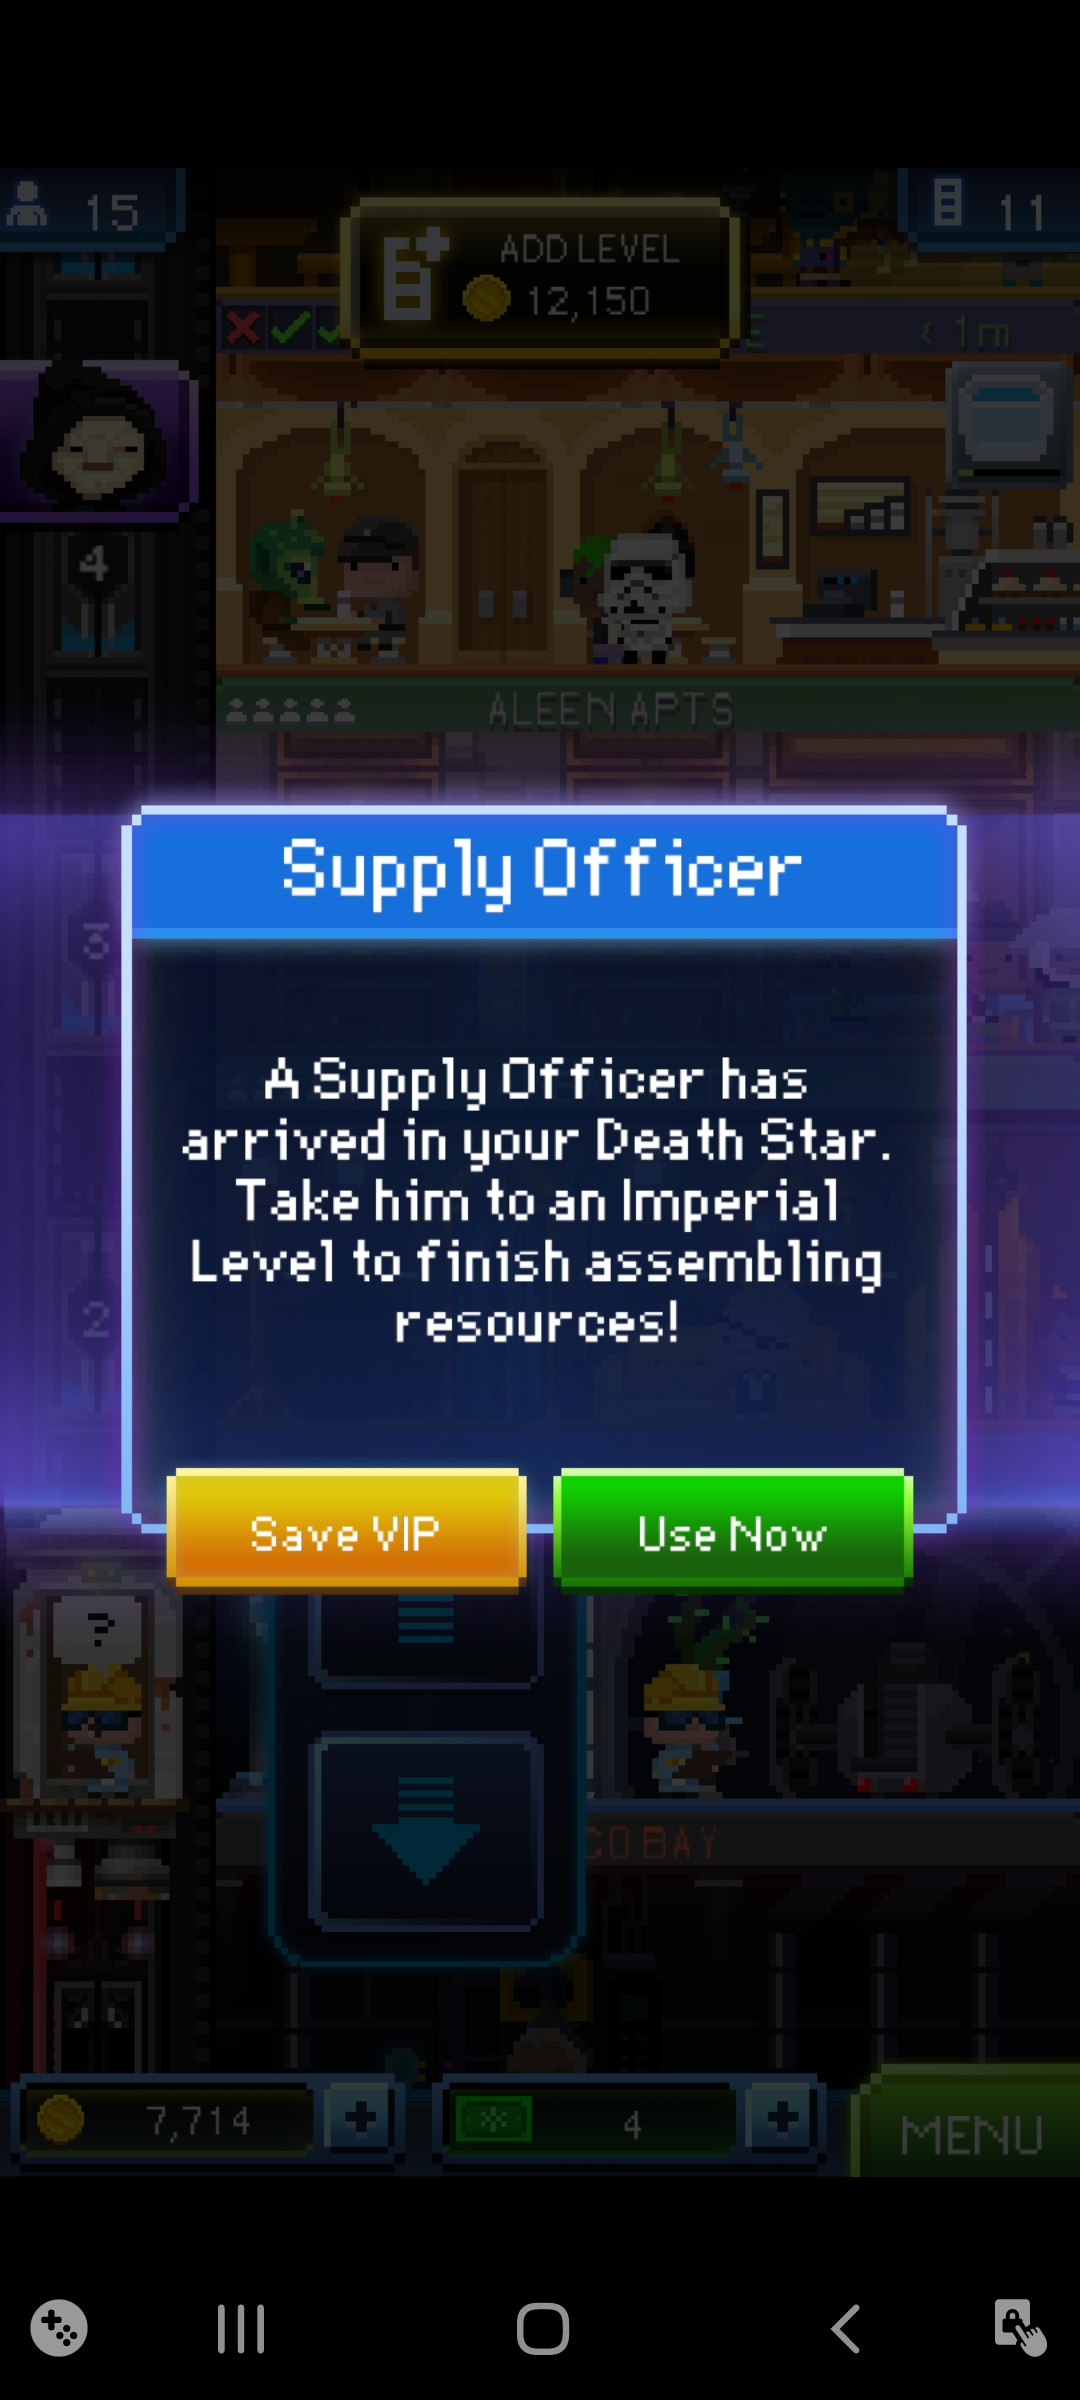 15
ADD LEVEL
12,150
11
< 1m
4
ALEEN APTS
Supply Officer
3
A Supply Officer has
arrived in your Death Star.
Take him to an Imperial
Level to finish assembling
resources!
2
Save VIP
Use Now
?
CO BAY
7,714
4
MENU